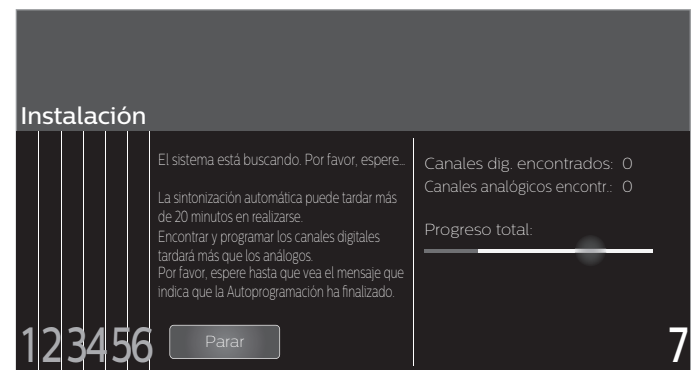 Instalación
El sistema está buscando. Por favor, espere...
La sintonización automática puede tardar más
de 20 minutos en realizarse.
Encontrar y programar los canales digitales
tardará más que los análogos.
Por favor, espere hasta que vea el mensaje que
indica que la Autoprogramación ha finalizado.
Canales dig. encontrados: 0
Canales analógicos encontr.: 0
Progreso total:
123456
Parar
7